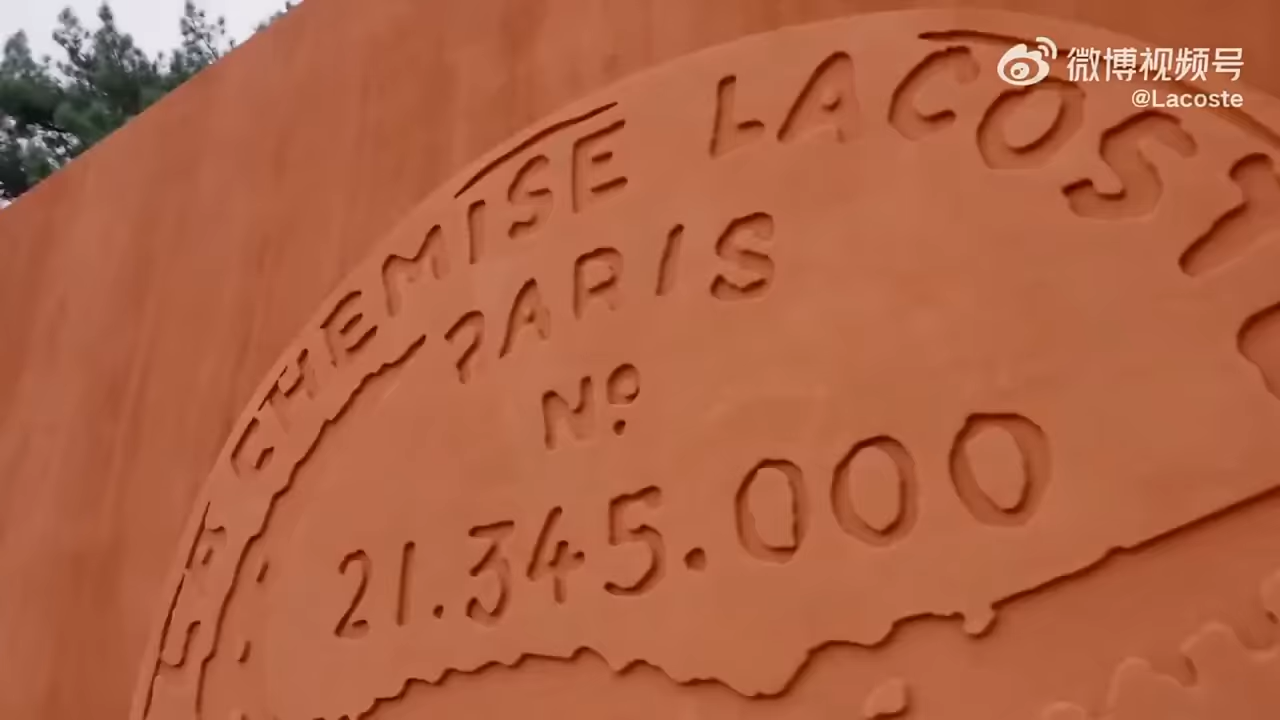 微博视频号
@Lacoste
CHEMISE LACOST
PARIS
Nº
21.345.000